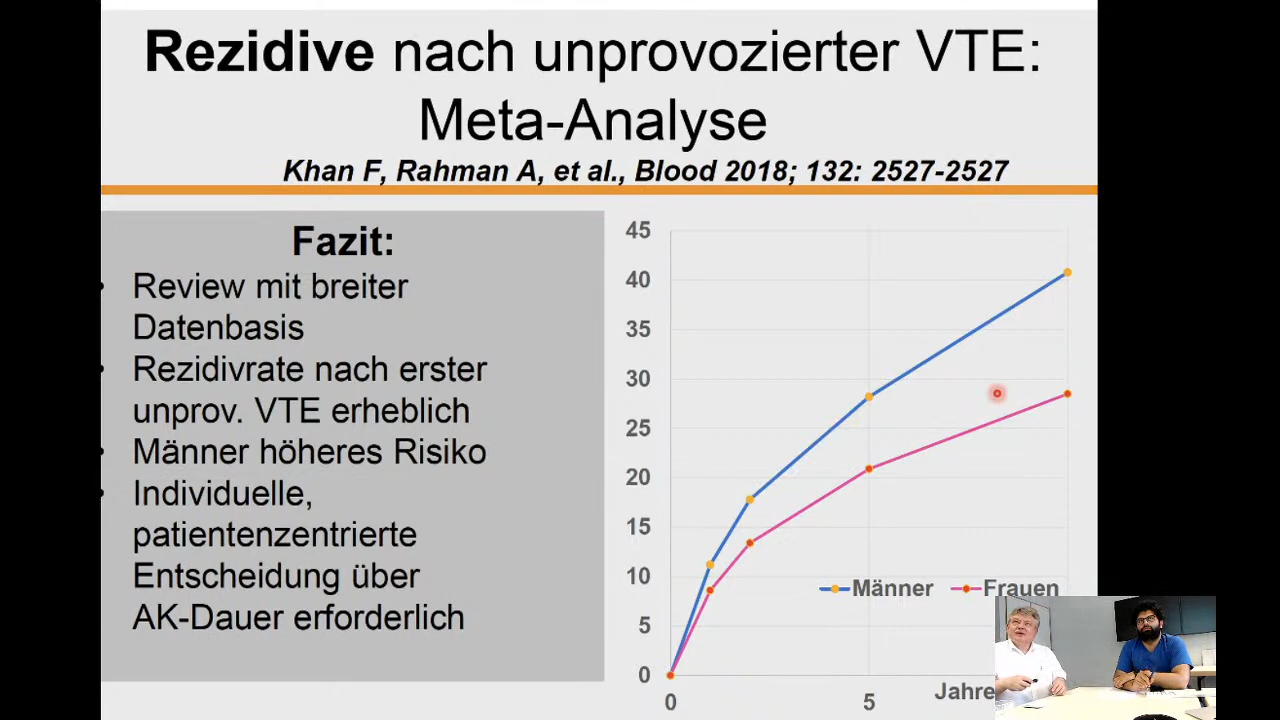 Rezidive nach unprovozierter VTE:
Meta-Analyse
Khan F, Rahman A, et al., Blood 2018; 132: 2527-2527
Fazit:
Review mit breiter
Datenbasis
Rezidivrate nach erster
unprov. VTE erheblich
Männer höheres Risiko
Individuelle,
patientenzentrierte
Entscheidung über
AK-Dauer erforderlich
45
40
35
30
25
20
15
10
5
0
Männer Frauen
Jahre
0 5